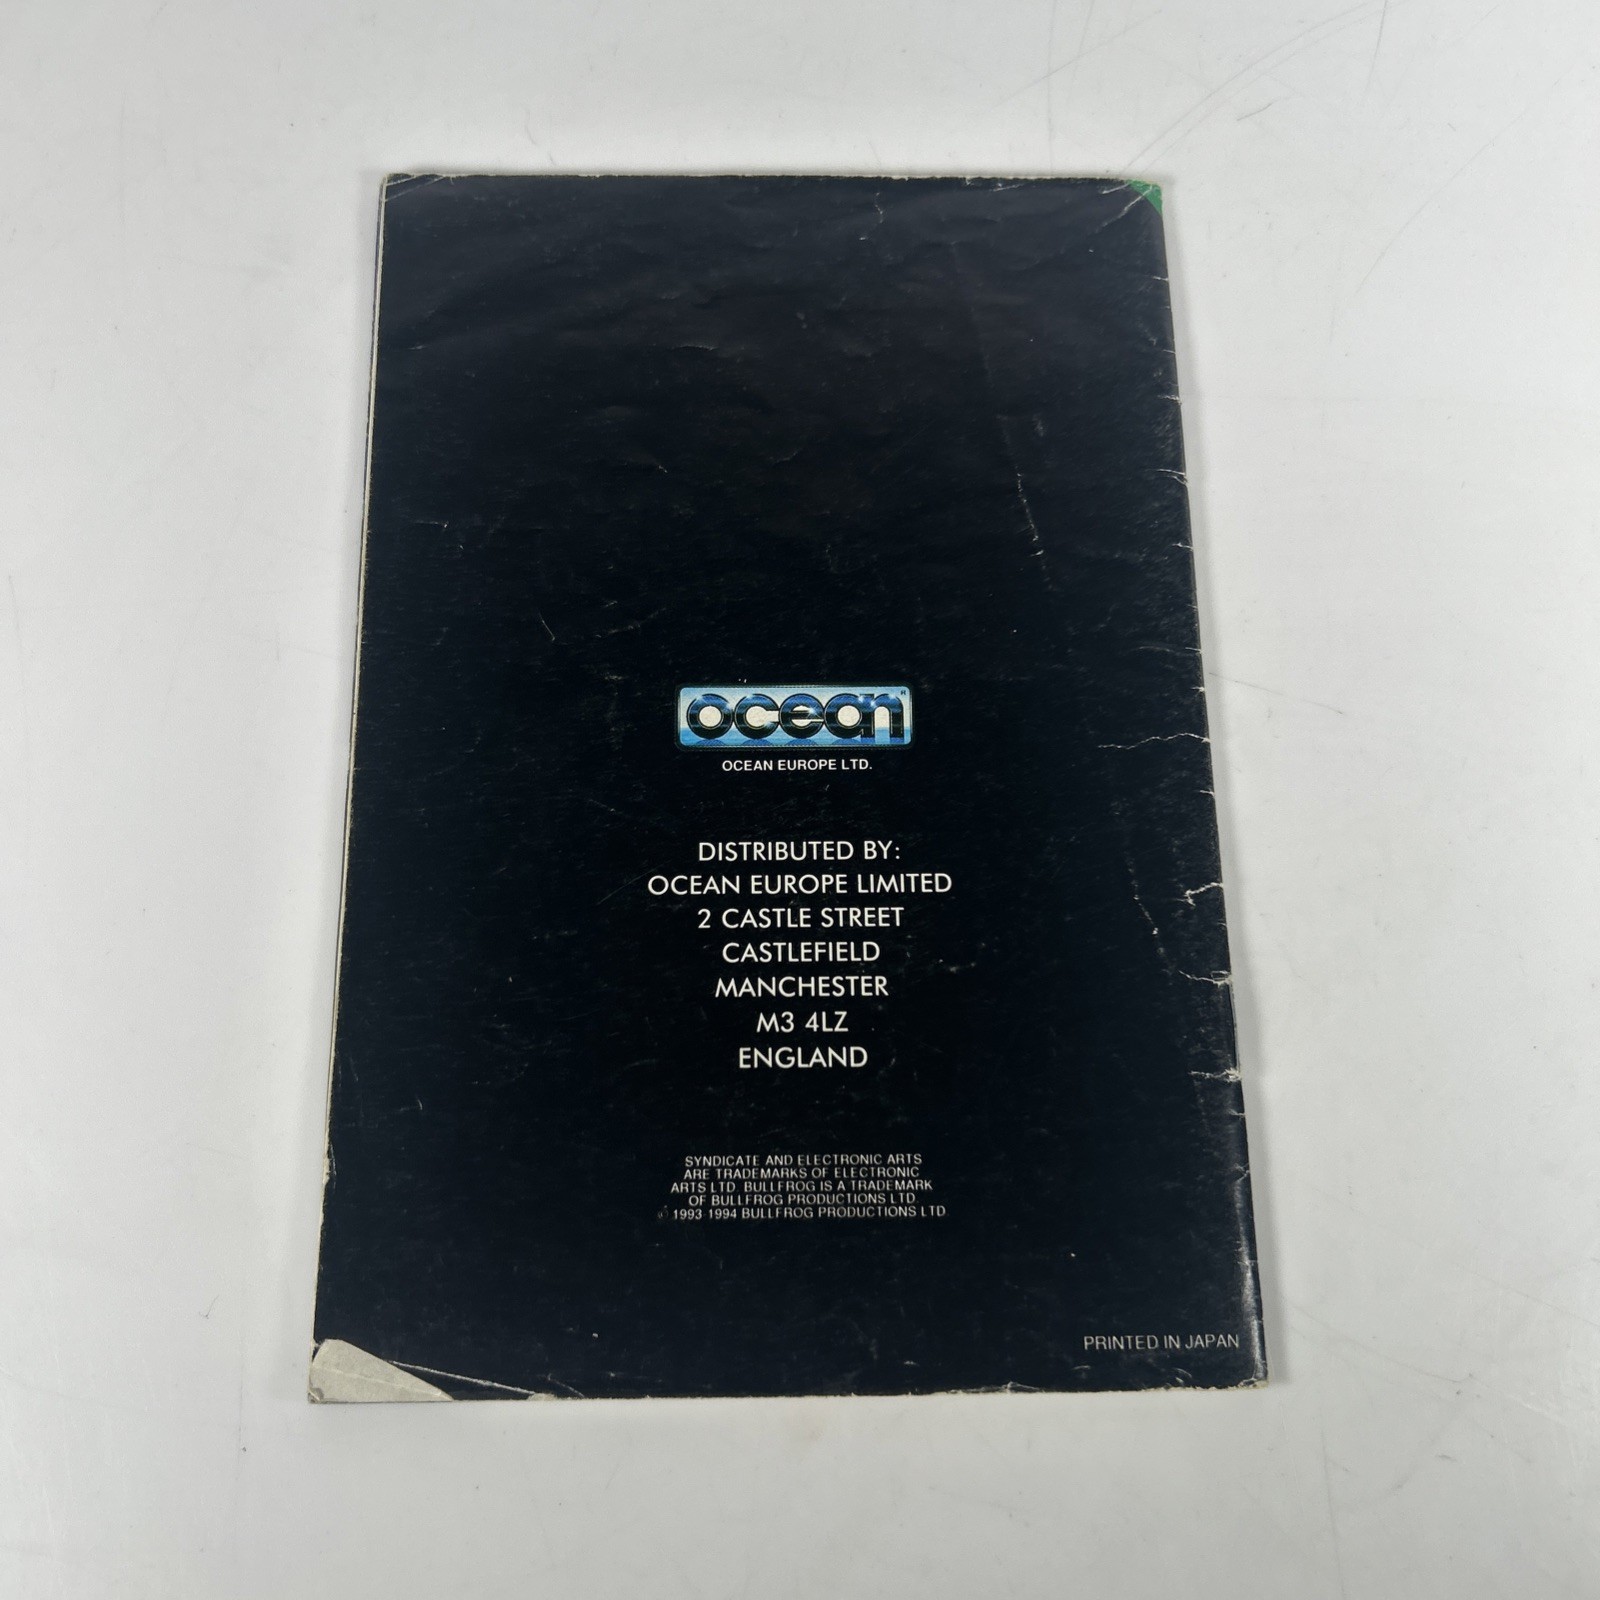 ocean
OCEAN EUROPE LTD.
DISTRIBUTED BY:
OCEAN EUROPE LIMITED
2 CASTLE STREET
CASTLEFIELD
MANCHESTER
M3 4LZ
ENGLAND
SYNDICATE AND ELECTRONIC ARTS
ARE TRADEMARKS OF ELECTRONIC
ARTS LTD. BULLFROG IS A TRADEMARK
OF BULLFROG PRODUCTIONS LTD.
© 1993-1994 BULLFROG PRODUCTIONS LTD
PRINTED IN JAPAN